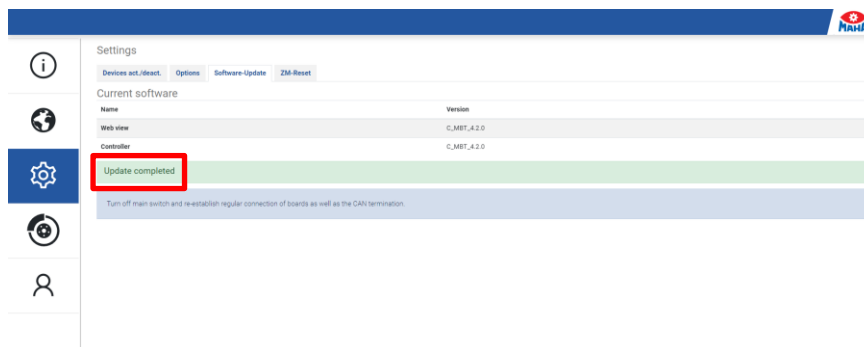 MAHA
Settings
Devices act./deact. Options Software-Update ZM-Reset
Current software
Name Version
Web view C_MBT_4.2.0
Controller C_MBT_4.2.0
Update completed
Turn off main switch and re-establish regular connection of boards as well as the CAN termination.